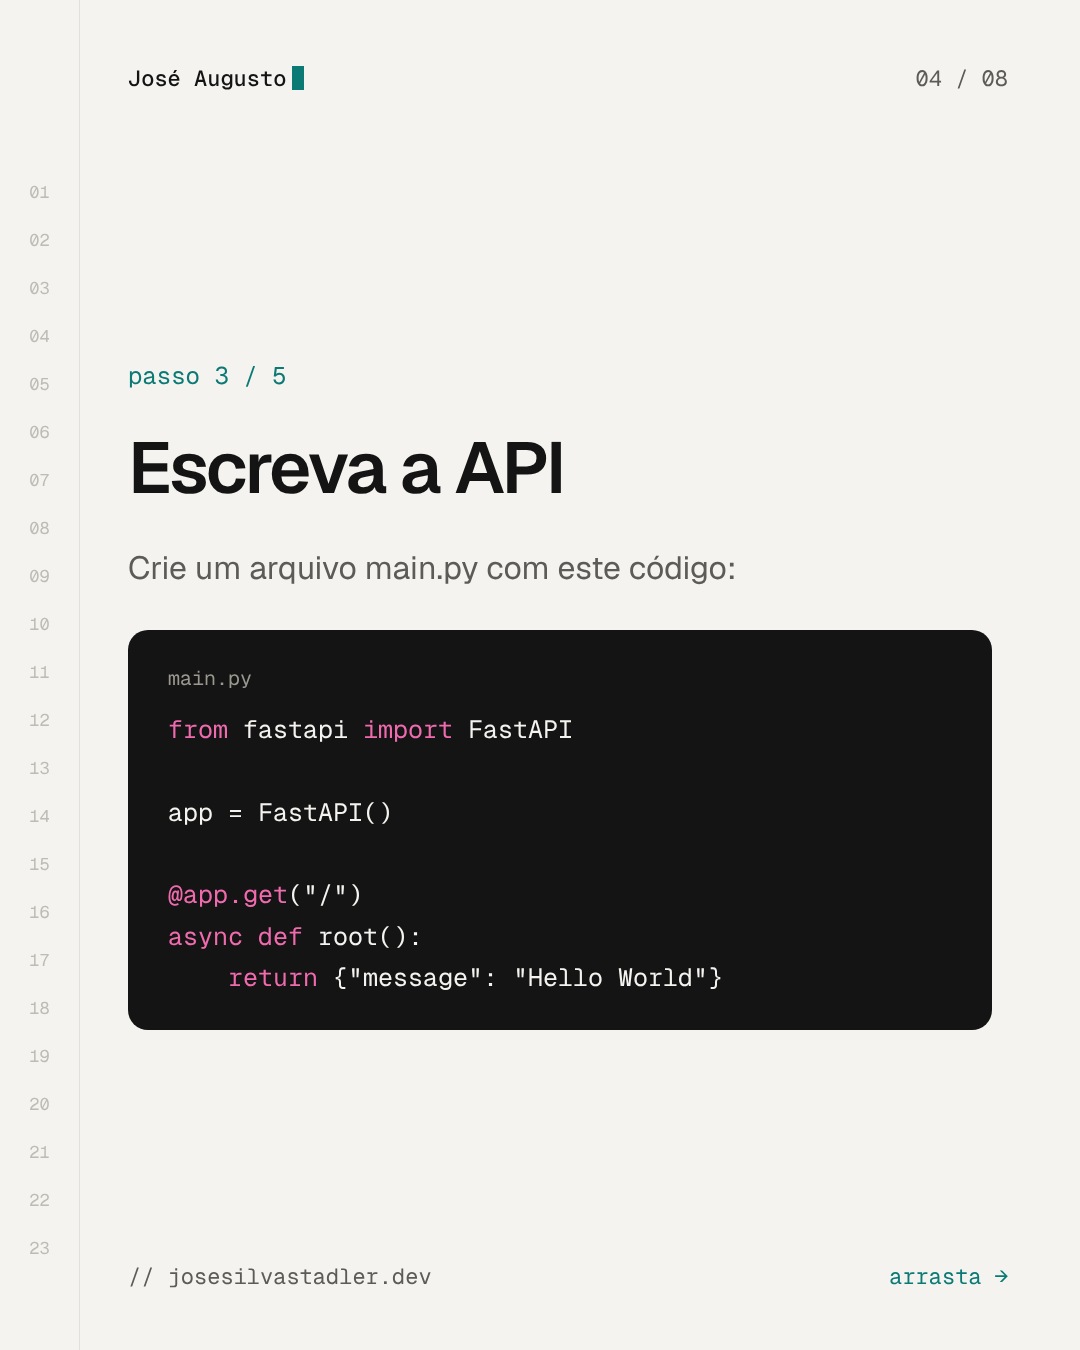 José Augusto
04 / 08
01
02
03
04
05
06
07
08
09
10
11
12
13
14
15
16
17
18
19
20
21
22
23
passo 3 / 5
Escreva a API
Crie um arquivo main.py com este código:
main.py
from fastapi import FastAPI
app = FastAPI()
@app.get("/")
async def root():
    return {"message": "Hello World"}
// josesilvastadler.dev
arrasta →